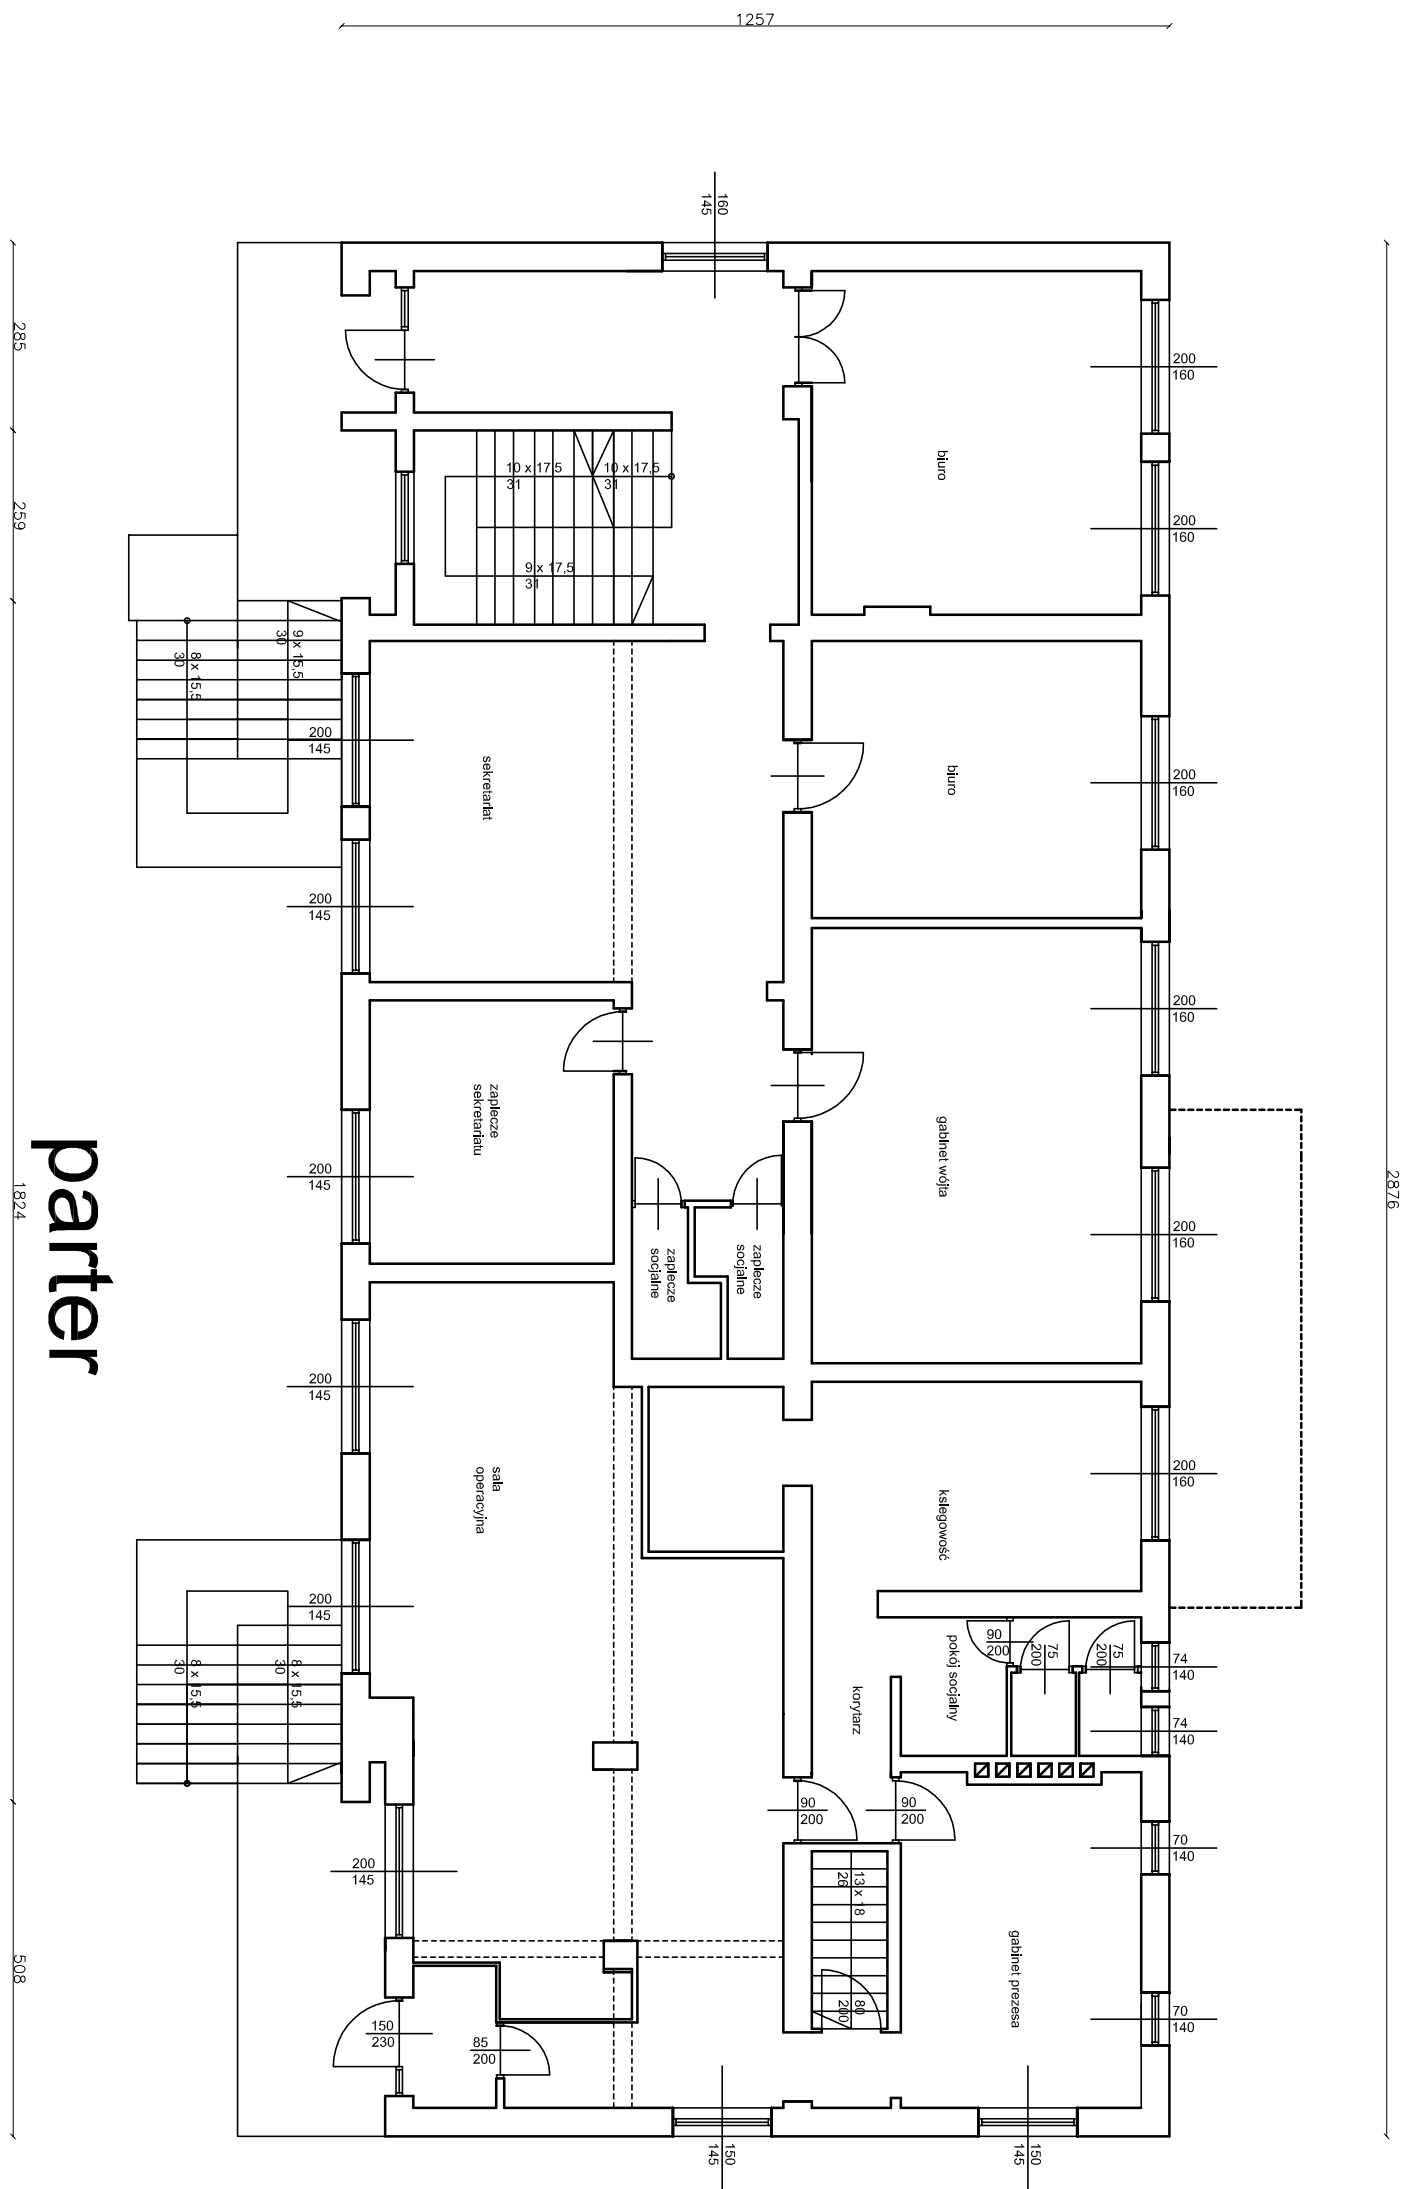 1257
160
145
200
160
285
biuro
10 x 17,5
31
10 x 17,5
31
259
200
160
9 x 17,5
31
9 x 15,5
30
8 x 15,5
30
200
145
sekretariat
biuro
200
160
200
145
200
160
zaplecze
sekretariatu
gabinet wójta
200
145
2876
1824
parter
200
160
zaplecze
socjalne
zaplecze
socjalne
200
145
sala
operacyjna
ksiegowość
200
160
200
145
8 x 15,5
30
8 x 15,5
30
90
200
75
200
75
200
74
140
pokój socjalny
korytarz
74
140
90
200
90
200
70
140
200
145
13 x 18
26
gabinet prezesa
508
80
200
70
140
150
230
85
200
150
145
150
145